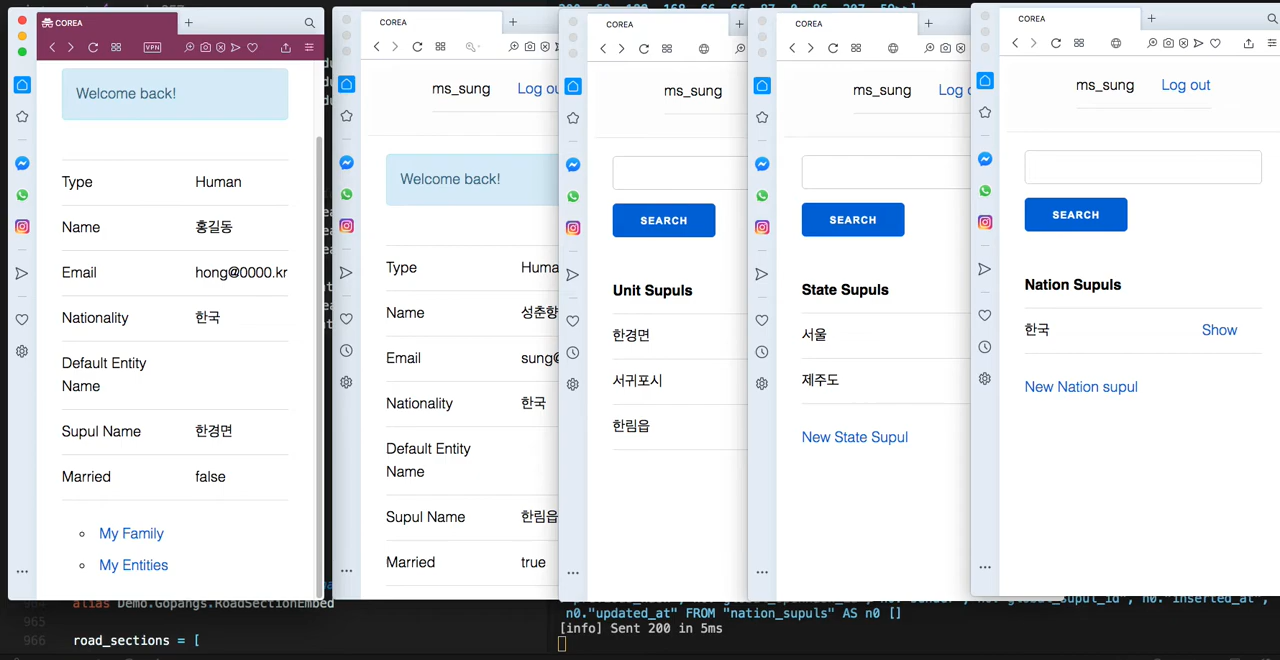 COREA
VPN
Welcome back!
Type Human
Name 홍길동
Email hong@0000.kr
Nationality 한국
Default Entity
Name
Supul Name 한경면
Married false
My Family
My Entities
COREA
ms_sung Log ou
Welcome back!
Type Huma
Name 성춘향
Email sung@
Nationality 한국
Default Entity
Name
Supul Name 한림읍
Married true
COREA
ms_sung
SEARCH
Unit Supuls
한경면
서귀포시
한림읍
COREA
ms_sung Log o
SEARCH
State Supuls
서울
제주도
New State Supul
COREA
ms_sung Log out
SEARCH
Nation Supuls
한국 Show
New Nation supul
alias Demo.Gopangs.RoadSectionEmbed
965
966 road_sections = [
n0."updated_at" FROM "nation_supuls" AS n0 []
[info] Sent 200 in 5ms